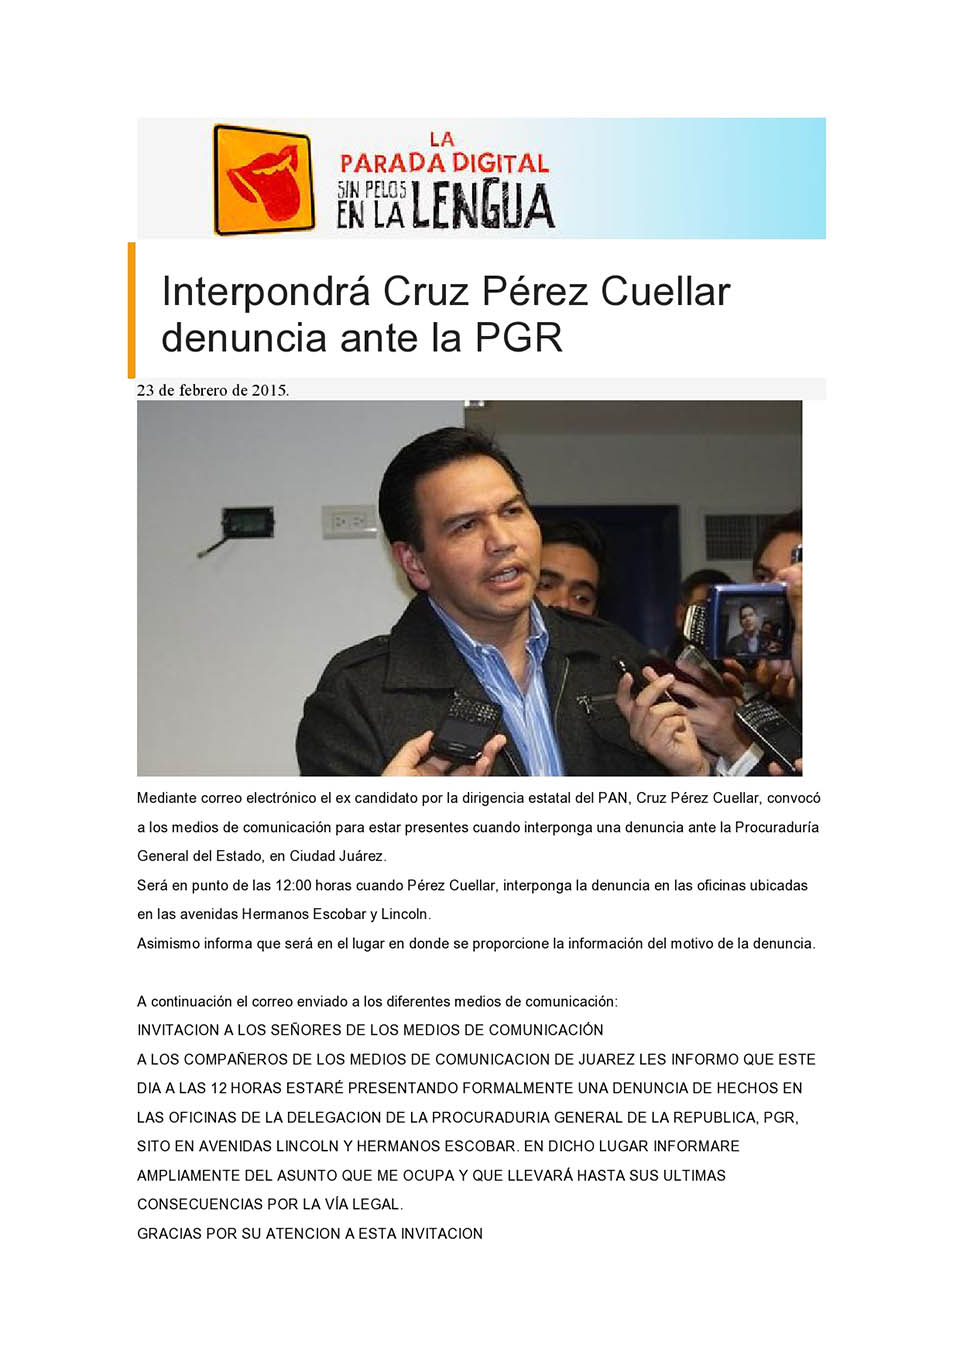 LA
PARADA DIGITAL
SIN PELOS
EN LA LENGUA
Interpondrá Cruz Pérez Cuellar
denuncia ante la PGR
23 de febrero de 2015.
Mediante correo electrónico el ex candidato por la dirigencia estatal del PAN, Cruz Pérez Cuellar, convocó
a los medios de comunicación para estar presentes cuando interponga una denuncia ante la Procuraduría
General del Estado, en Ciudad Juárez.
Será en punto de las 12:00 horas cuando Pérez Cuellar, interponga la denuncia en las oficinas ubicadas
en las avenidas Hermanos Escobar y Lincoln.
Asimismo informa que será en el lugar en donde se proporcione la información del motivo de la denuncia.
A continuación el correo enviado a los diferentes medios de comunicación:
INVITACION A LOS SEÑORES DE LOS MEDIOS DE COMUNICACIÓN
A LOS COMPAÑEROS DE LOS MEDIOS DE COMUNICACION DE JUAREZ LES INFORMO QUE ESTE
DIA A LAS 12 HORAS ESTARÉ PRESENTANDO FORMALMENTE UNA DENUNCIA DE HECHOS EN
LAS OFICINAS DE LA DELEGACION DE LA PROCURADURIA GENERAL DE LA REPUBLICA, PGR,
SITO EN AVENIDAS LINCOLN Y HERMANOS ESCOBAR. EN DICHO LUGAR INFORMARE
AMPLIAMENTE DEL ASUNTO QUE ME OCUPA Y QUE LLEVARÁ HASTA SUS ULTIMAS
CONSECUENCIAS POR LA VÍA LEGAL.
GRACIAS POR SU ATENCION A ESTA INVITACION